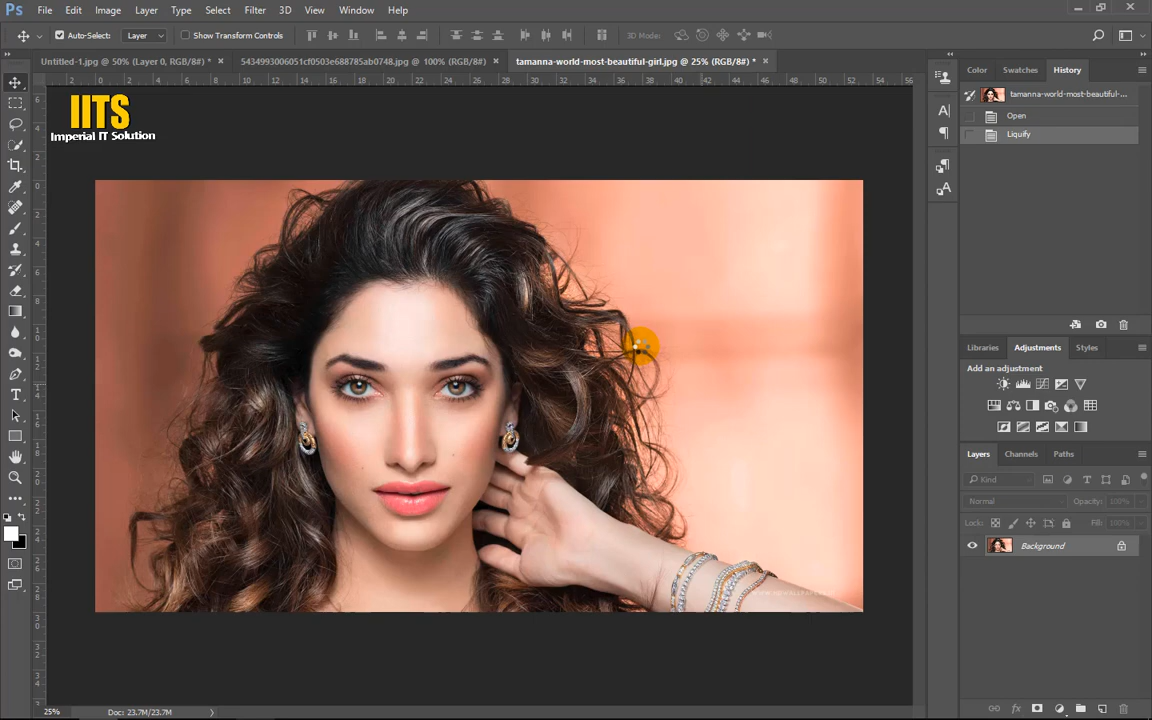 Ps File Edit Image Layer Type Select Filter 3D View Window Help
Auto-Select: Layer Show Transform Controls 3D Mode:
Untitled-1.jpg @ 50% (Layer 0, RGB/8#) * × 5434993006051cf0503e688785ab0748.jpg @ 100% (RGB/8#) × tamanna-world-most-beautiful-girl.jpg @ 25% (RGB/8#) * ×
IITS
Imperial IT Solution
Color Swatches History
tamanna-world-most-beautiful-...
Open
Liquify
Libraries Adjustments Styles
Add an adjustment
Layers Channels Paths
Kind
Normal Opacity: 100%
Lock: Fill: 100%
Background
25% Doc: 23.7M/23.7M